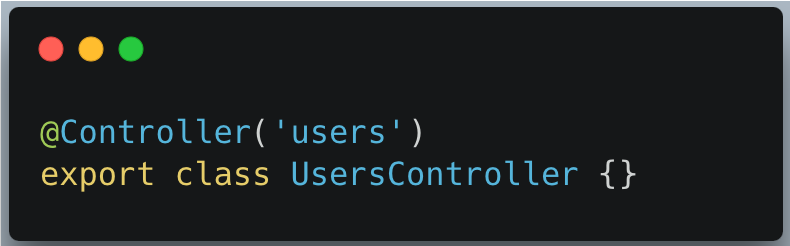 @Controller('users')
export class UsersController {}